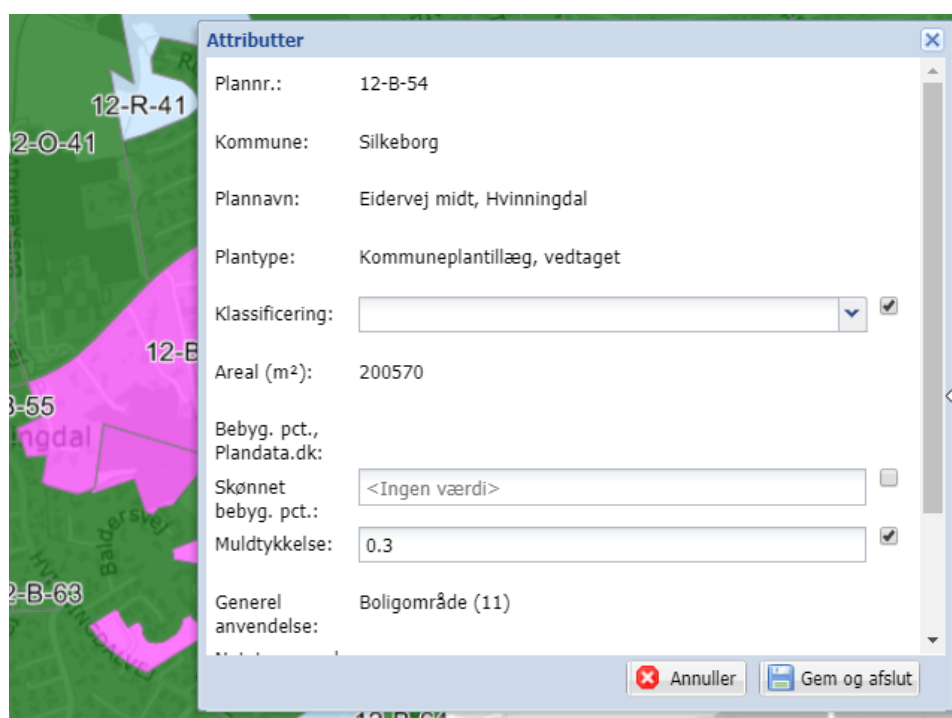 Attributter
Plannr.: 12-B-54
12-R-41
2-O-41
Kommune: Silkeborg
Plannavn: Eidervej midt, Hvinningdal
Plantype: Kommuneplantillæg, vedtaget
Klassificering:
12-B
Areal (m²): 200570
-55
ngdal
Bebyg. pct.,
Plandata.dk:
Skønnet
bebyg. pct.: <Ingen værdi>
Baldersvej
Muldtykkelse: 0.3
2-B-63
Generel
anvendelse: Boligområde (11)
HVINNINGDALVEJ
Annuller
Gem og afslut